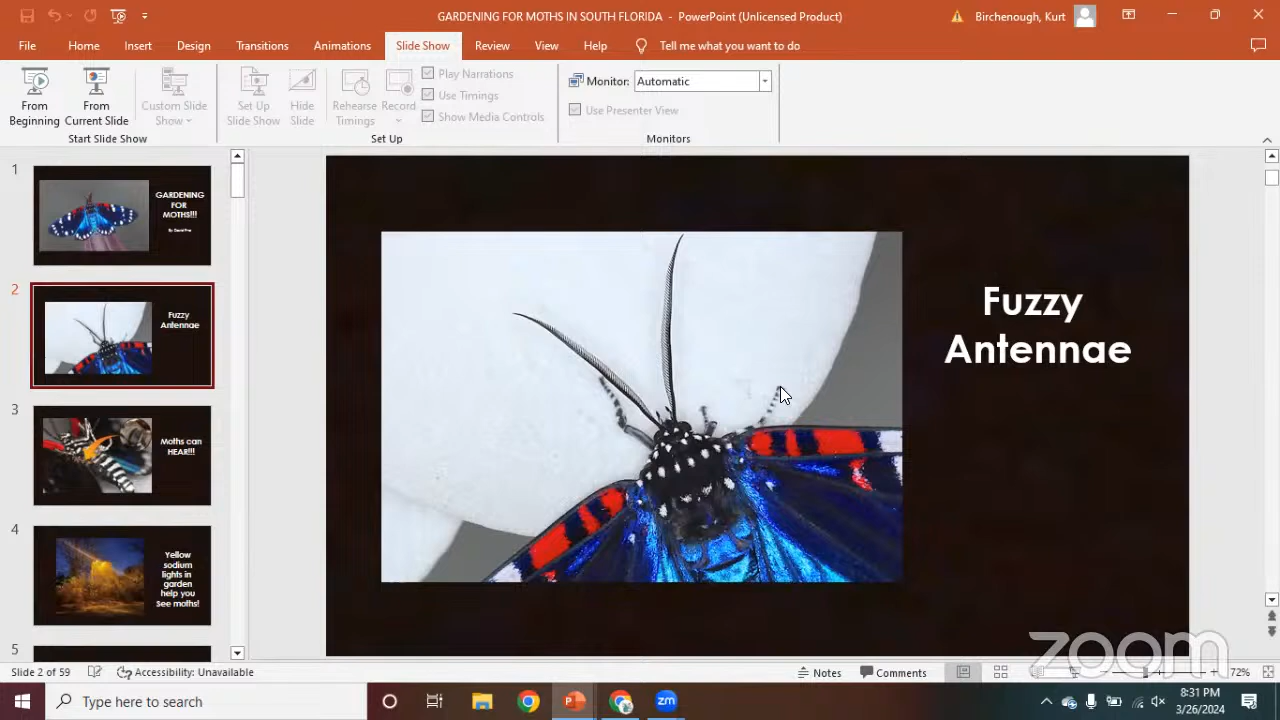 GARDENING FOR MOTHS IN SOUTH FLORIDA - PowerPoint (Unlicensed Product)
Birchenough, Kurt
File Home Insert Design Transitions Animations Slide Show Review View Help Tell me what you want to do
From Beginning
From Current Slide
Custom Slide Show
Set Up Slide Show
Hide Slide
Rehearse Timings
Record
Play Narrations
Use Timings
Show Media Controls
Monitor: Automatic
Use Presenter View
Start Slide Show
Set Up
Monitors
1
GARDENING
FOR
MOTHS!!!
2
Fuzzy
Antennae
3
Moths can
HEAR!!!
4
Yellow
sodium
lights in
garden
help you
see moths!
5
Fuzzy
Antennae
zoom
Slide 2 of 59
Accessibility: Unavailable
Notes
Comments
72%
Type here to search
zm
8:31 PM
3/26/2024